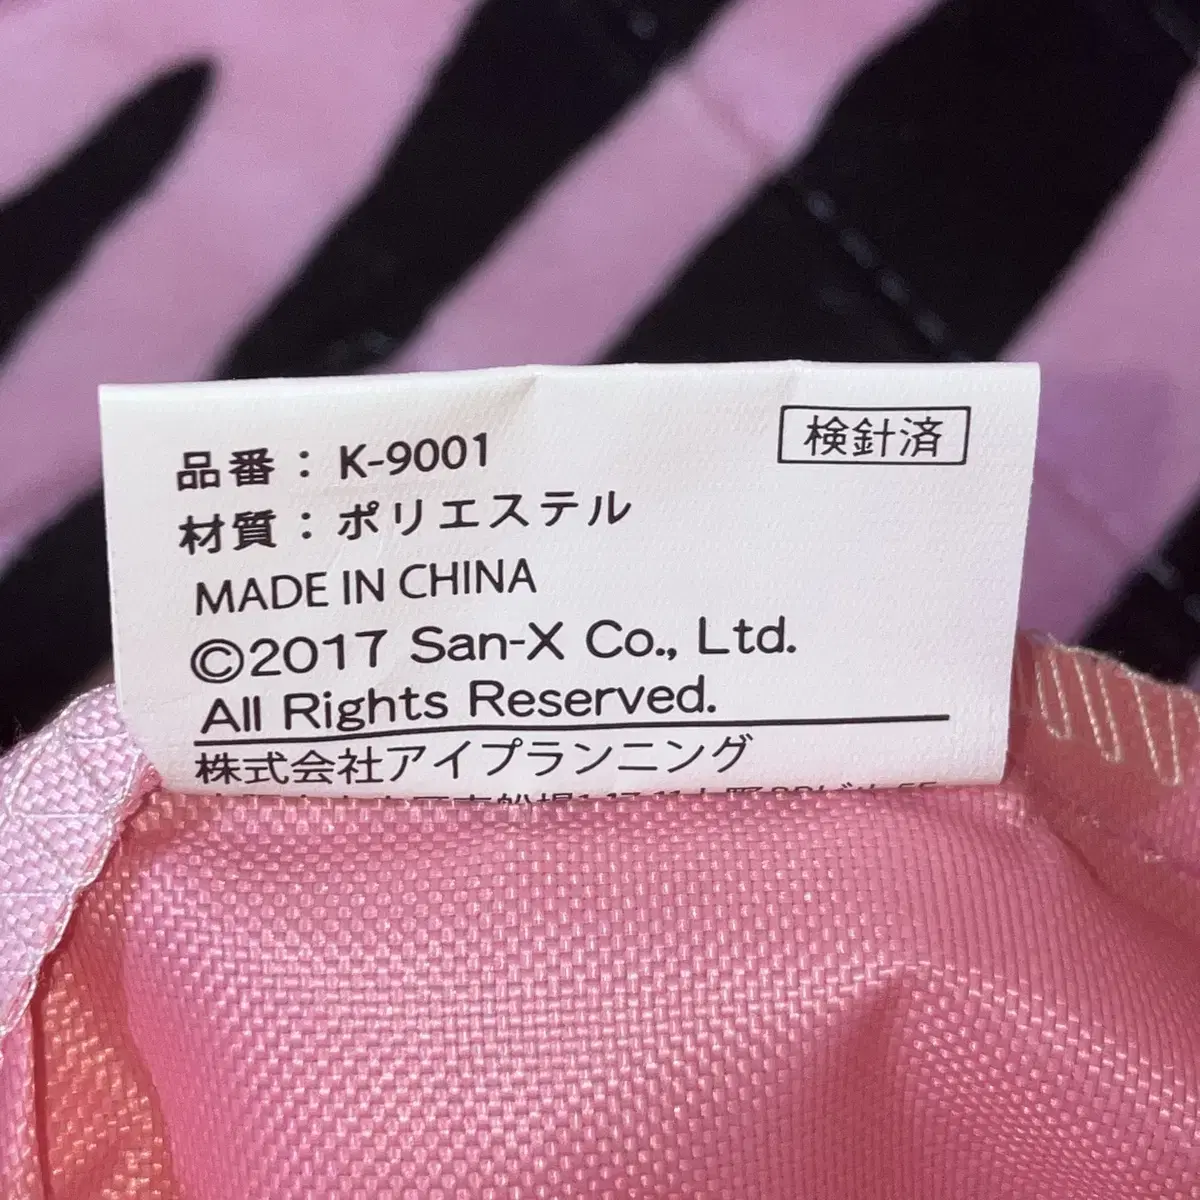 検針済
品番：K-9001
材質：ポリエステル
MADE IN CHINA
©2017 San-X Co., Ltd.
All Rights Reserved.
株式会社アイプランニング